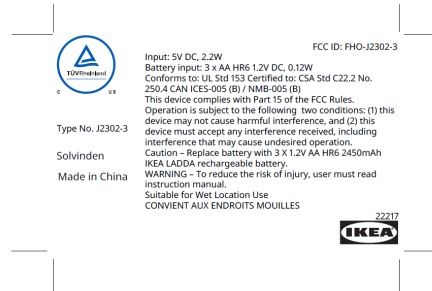 FCC ID: FHO-J2302-3
Input: 5V DC, 2.2W
Battery input: 3 x AA HR6 1.2V DC, 0.12W
Conforms to: UL Std 153 Certified to: CSA Std C22.2 No.
250.4 CAN ICES-005 (B) / NMB-005 (B)
This device complies with Part 15 of the FCC Rules.
Operation is subject to the following two conditions: (1) this
device may not cause harmful interference, and (2) this
device must accept any interference received, including
interference that may cause undesired operation.
Caution – Replace battery with 3 X 1.2V AA HR6 2450mAh
IKEA LADDA rechargeable battery.
WARNING – To reduce the risk of injury, user must read
instruction manual.
Suitable for Wet Location Use
CONVIENT AUX ENDROITS MOUILLES
TÜVRheinland
C US
Type No. J2302-3
Solvinden
Made in China
22217
IKEA